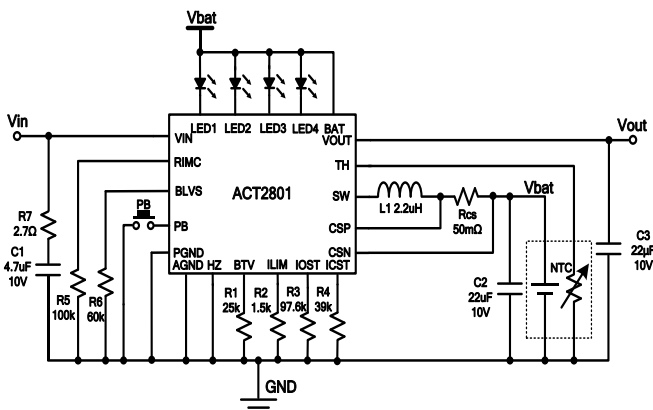 Vbat
Vin
Vout
LED1 LED2 LED3 LED4 BAT
VIN
VOUT
RIMC
TH
BLVS
ACT2801
SW
Vbat
L1 2.2uH
Rcs
50mΩ
PB
PB
CSP
R7
2.7Ω
C1
4.7uF
10V
PGND
CSN
AGND HZ BTV ILIM IOST ICST
C3
22µF
10V
NTC
C2
22uF
10V
R5
100k
R6
60k
R1
25k
R2
1.5k
R3
97.6k
R4
39k
GND